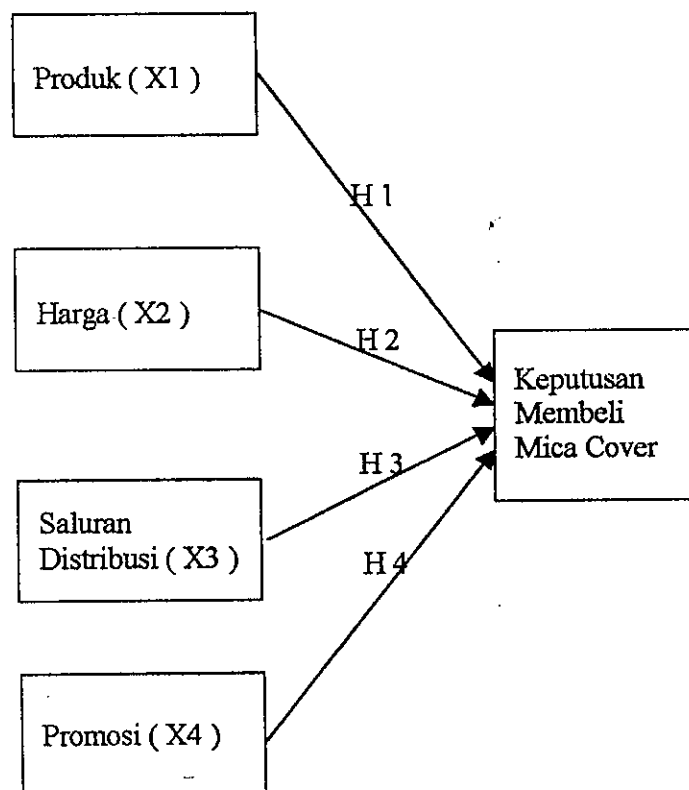 Produk ( X1 )
H 1
Harga ( X2 )
H 2
Keputusan
Membeli
Mica Cover
H 3
Saluran
Distribusi ( X3 )
H 4
Promosi ( X4 )